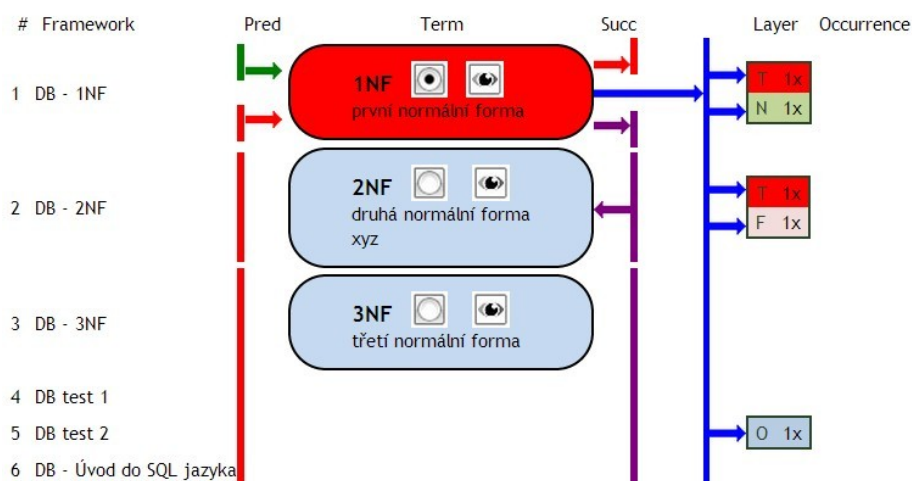 # Framework Pred Term Succ Layer Occurrence
1 DB - 1NF
1NF
první normální forma
T 1x
N 1x
2 DB - 2NF
2NF
druhá normální forma
xyz
T 1x
F 1x
3 DB - 3NF
3NF
třetí normální forma
4 DB test 1
5 DB test 2
O 1x
6 DB - Úvod do SQL jazyka